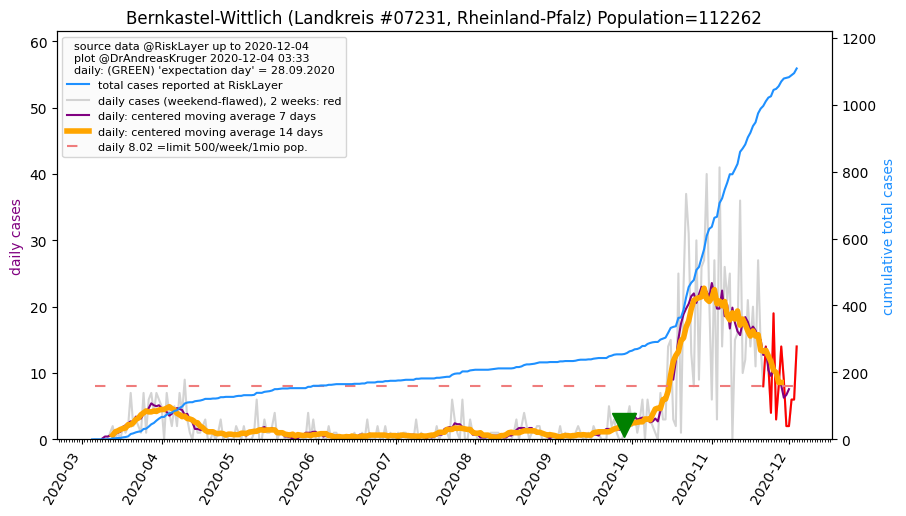 Bernkastel-Wittlich (Landkreis #07231, Rheinland-Pfalz) Population=112262
source data @RiskLayer up to 2020-12-04
plot @DrAndreasKruger 2020-12-04 03:33
daily: (GREEN) 'expectation day' = 28.09.2020
total cases reported at RiskLayer
daily cases (weekend-flawed), 2 weeks: red
daily: centered moving average 7 days
daily: centered moving average 14 days
daily 8.02 =limit 500/week/1mio pop.
daily cases
60
50
40
30
20
10
0
cumulative total cases
1200
1000
800
600
400
200
0
2020-03
2020-04
2020-05
2020-06
2020-07
2020-08
2020-09
2020-10
2020-11
2020-12